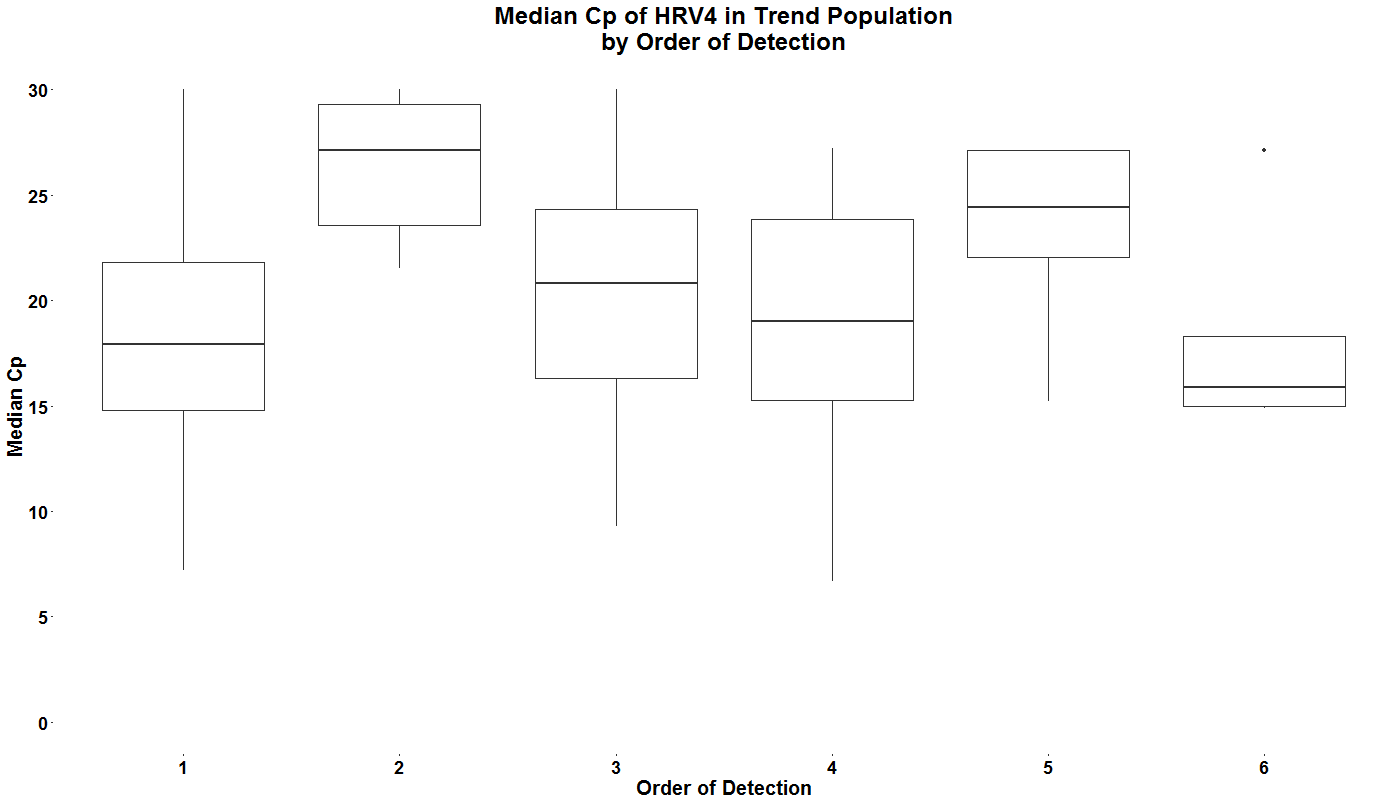 Median Cp of HRV4 in Trend Population
by Order of Detection
30
25
20
15
10
5
0
Median Cp
1 2 3 4 5 6
Order of Detection